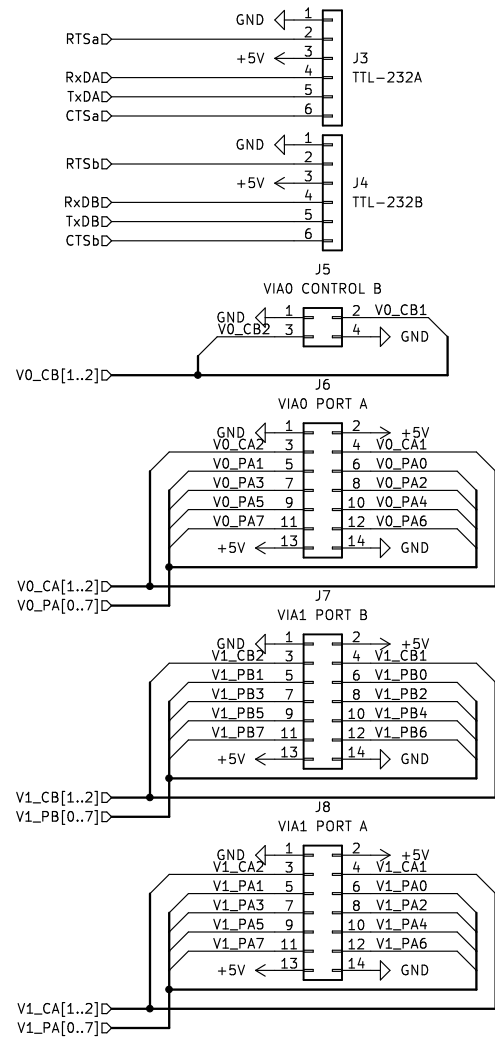 GND 1
RTSa 2
+5V 3 J3
RxDA 4 TTL-232A
TxDA 5
CTSa 6
GND 1
RTSb 2
+5V 3 J4
RxDB 4 TTL-232B
TxDB 5
CTSb 6
J5
VIA0 CONTROL B
GND 1 2 V0_CB1
V0_CB2 3 4 GND
V0_CB[1..2]
J6
VIA0 PORT A
GND 1 2 +5V
V0_CA2 3 4 V0_CA1
V0_PA1 5 6 V0_PA0
V0_PA3 7 8 V0_PA2
V0_PA5 9 10 V0_PA4
V0_PA7 11 12 V0_PA6
+5V 13 14 GND
V0_CA[1..2]
V0_PA[0..7]
J7
VIA1 PORT B
GND 1 2 +5V
V1_CB2 3 4 V1_CB1
V1_PB1 5 6 V1_PB0
V1_PB3 7 8 V1_PB2
V1_PB5 9 10 V1_PB4
V1_PB7 11 12 V1_PB6
+5V 13 14 GND
V1_CB[1..2]
V1_PB[0..7]
J8
VIA1 PORT A
GND 1 2 +5V
V1_CA2 3 4 V1_CA1
V1_PA1 5 6 V1_PA0
V1_PA3 7 8 V1_PA2
V1_PA5 9 10 V1_PA4
V1_PA7 11 12 V1_PA6
+5V 13 14 GND
V1_CA[1..2]
V1_PA[0..7]